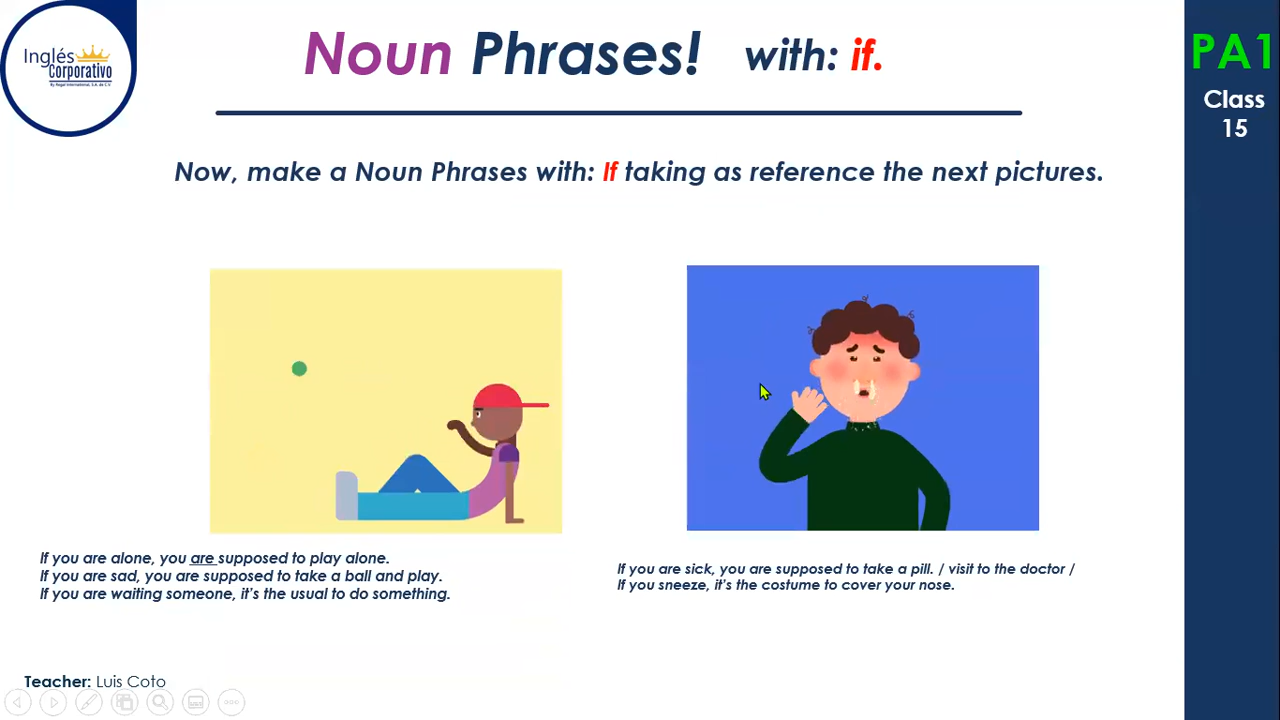 Inglés
Corporativo
By Regal International, S.A. de C.V
Noun Phrases! with: if.
PA1
Class
15
Now, make a Noun Phrases with: If taking as reference the next pictures.
If you are alone, you are supposed to play alone.
If you are sad, you are supposed to take a ball and play.
If you are waiting someone, it's the usual to do something.
If you are sick, you are supposed to take a pill. / visit to the doctor /
If you sneeze, it's the costume to cover your nose.
Teacher: Luis Coto